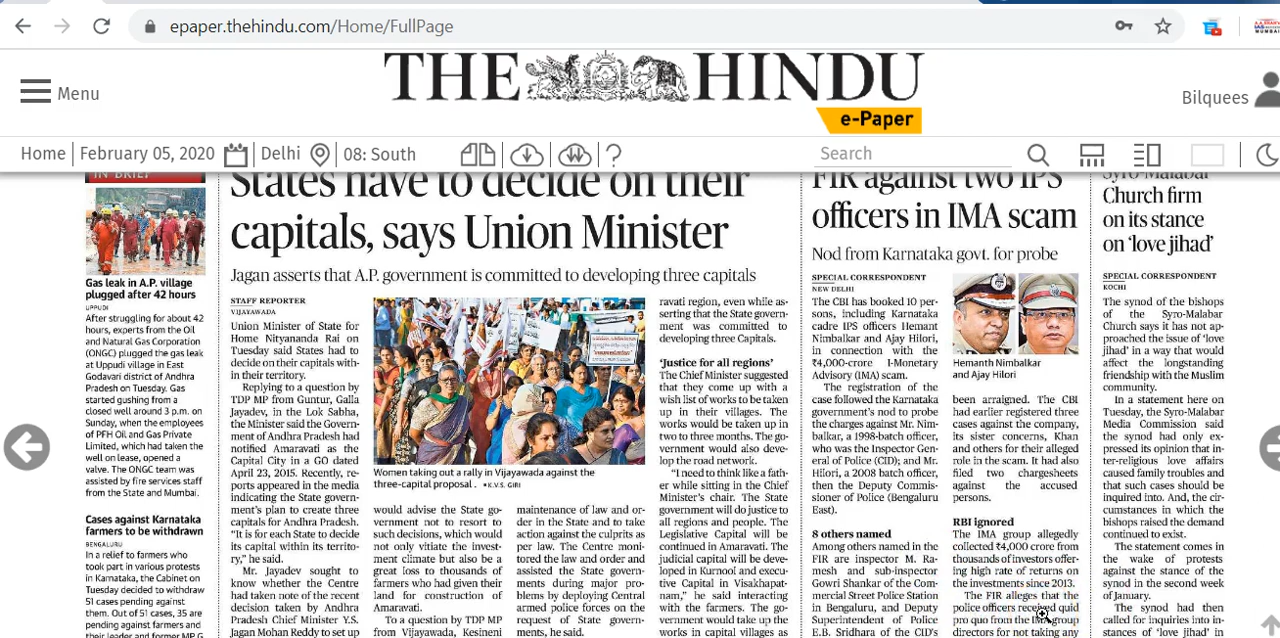 epaper.thehindu.com/Home/FullPage
THE HINDU
e-Paper
Menu
Bilquees
Home
February 05, 2020
Delhi
08: South
?
Search
IN BRIEF
Gas leak in A.P. village
plugged after 42 hours
UPPUDI
After struggling for about 42
hours, experts from the Oil
and Natural Gas Corporation
(ONGC) plugged the gas leak
at Uppudi village in East
Godavari district of Andhra
Pradesh on Tuesday. Gas
started gushing from a
closed well around 3 p.m. on
Sunday, when the employees
of PFH Oil and Gas Private
Limited, which had taken the
well on lease, opened a
valve. The ONGC team was
assisted by fire services staff
from the State and Mumbai.
Cases against Karnataka
farmers to be withdrawn
BENGALURU
In a relief to farmers who
took part in various protests
in Karnataka, the Cabinet on
Tuesday decided to withdraw
51 cases pending against
them. Out of 51 cases, 35 are
pending against farmers and
their leader and former MP G
States have to decide on their
capitals, says Union Minister
Jagan asserts that A.P. government is committed to developing three capitals
STAFF REPORTER
VIJAYAWADA
Union Minister of State for
Home Nityananda Rai on
Tuesday said States had to
decide on their capitals with-
in their territory.
Replying to a question by
TDP MP from Guntur, Galla
Jayadev, in the Lok Sabha,
the Minister said the Govern-
ment of Andhra Pradesh had
notified Amaravati as the
Capital City in a GO dated
April 23, 2015. Recently, re-
ports appeared in the media
indicating the State govern-
ment's plan to create three
capitals for Andhra Pradesh.
"It is for each State to decide
its capital within its territo-
ry," he said.
Mr. Jayadev sought to
know whether the Centre
had taken note of the recent
decision taken by Andhra
Pradesh Chief Minister Y.S.
Jagan Mohan Reddy to set up
Women taking out a rally in Vijayawada against the
three-capital proposal. •K.V.S. GIRI
would advise the State go-
vernment not to resort to
such decisions, which would
not only vitiate the invest-
ment climate but also be a
great loss to thousands of
farmers who had given their
land for construction of
Amaravati.
To a question by TDP MP
from Vijayawada, Kesineni
maintenance of law and or-
der in the State and to take
action against the culprits as
per law. The Centre moni-
tored the law and order and
assisted the State govern-
ments during major pro-
blems by deploying Central
armed police forces on the
request of State govern-
ments, he said.
ravati region, even while as-
serting that the State govern-
ment was committed to
developing three Capitals.
'Justice for all regions'
The Chief Minister suggested
that they come up with a
wish list of works to be taken
up in their villages. The
works would be taken up in
two to three months. The go-
vernment would also deve-
lop the road network.
"I need to think like a fath-
er while sitting in the Chief
Minister's chair. The State
government will do justice to
all regions and people. The
Legislative Capital will be
continued in Amaravati. The
judicial capital will be deve-
loped in Kurnool and execu-
tive Capital in Visakhapat-
nam," he said interacting
with the farmers. The go-
vernment would take up the
works in capital villages as
FIR against two IPS
officers in IMA scam
Nod from Karnataka govt. for probe
SPECIAL CORRESPONDENT
NEW DELHI
The CBI has booked 10 per-
sons, including Karnataka
cadre IPS officers Hemant
Nimbalkar and Ajay Hilori,
in connection with the
₹4,000-crore I-Monetary
Advisory (IMA) scam.
The registration of the
case followed the Karnataka
government's nod to probe
the charges against Mr. Nim-
balkar, a 1998-batch officer,
who was the Inspector Gen-
eral of Police (CID); and Mr.
Hilori, a 2008 batch officer,
then the Deputy Commis-
sioner of Police (Bengaluru
East).
8 others named
Among others named in the
FIR are inspector M. Ra-
mesh and sub-inspector
Gowri Shankar of the Com-
mercial Street Police Station
in Bengaluru, and Deputy
Superintendent of Police
E.B. Sridhara of the CID's
Hemanth Nimbalkar
and Ajay Hilori
been arraigned. The CBI
had earlier registered three
cases against the company,
its sister concerns, Khan
and others for their alleged
role in the scam. It had also
filed two chargesheets
against the accused
persons.
RBI ignored
The IMA group allegedly
collected ₹4,000 crore from
thousands of investors offer-
ing high rate of returns on
the investments since 2013.
The FIR alleges that the
police officers received quid
pro quo from the IMA group
directors for not taking any
Syro-Malabar
Church firm
on its stance
on 'love jihad'
SPECIAL CORRESPONDENT
KOCHI
The synod of the bishops
of the Syro-Malabar
Church says it has not ap-
proached the issue of 'love
jihad' in a way that would
affect the longstanding
friendship with the Muslim
community.
In a statement here on
Tuesday, the Syro-Malabar
Media Commission said
the synod had only ex-
pressed its opinion that in-
ter-religious love affairs
caused family troubles and
that such cases should be
inquired into. And, the cir-
cumstances in which the
bishops raised the demand
continued to exist.
The statement comes in
the wake of protests
against the stance of the
synod in the second week
of January.
The synod had then
called for inquiries into in-
stances of 'love jihad' in